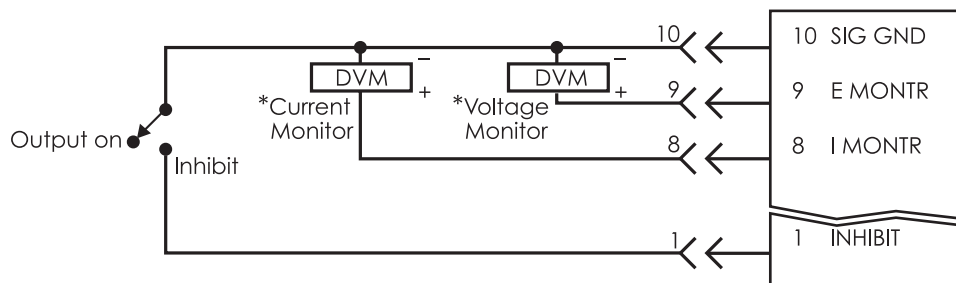 10
10 SIG GND
DVM
−
+
DVM
−
+
9
9 E MONTR
*Current
Monitor
*Voltage
Monitor
Output on
8
8 I MONTR
Inhibit
1
1 INHIBIT